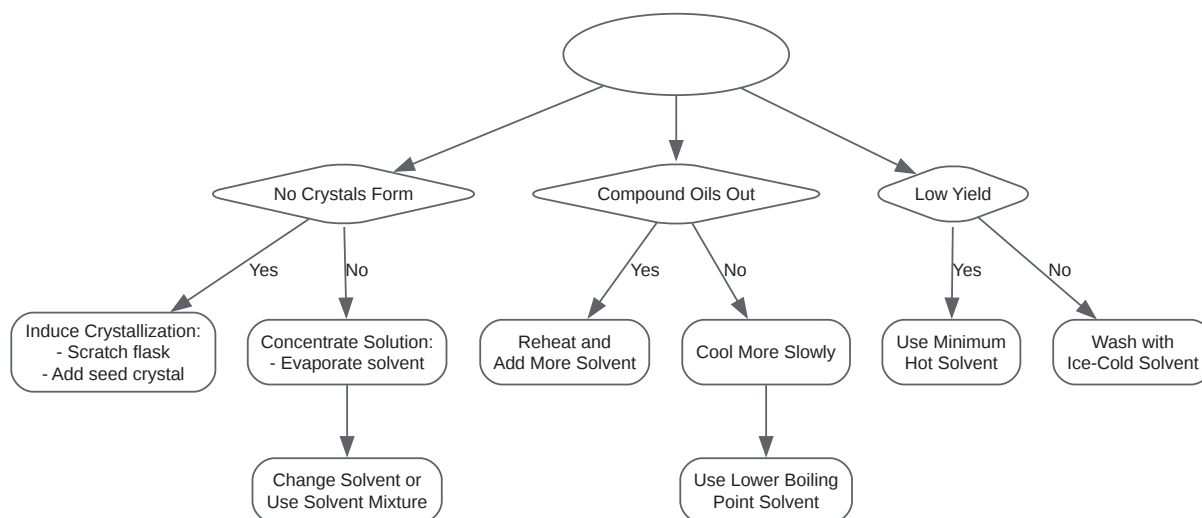 No Crystals Form
Compound Oils Out
Low Yield
Yes
No
Yes
No
Yes
No
Induce Crystallization:
- Scratch flask
- Add seed crystal
Concentrate Solution:
- Evaporate solvent
Reheat and
Add More Solvent
Cool More Slowly
Use Minimum
Hot Solvent
Wash with
Ice-Cold Solvent
Change Solvent or
Use Solvent Mixture
Use Lower Boiling
Point Solvent